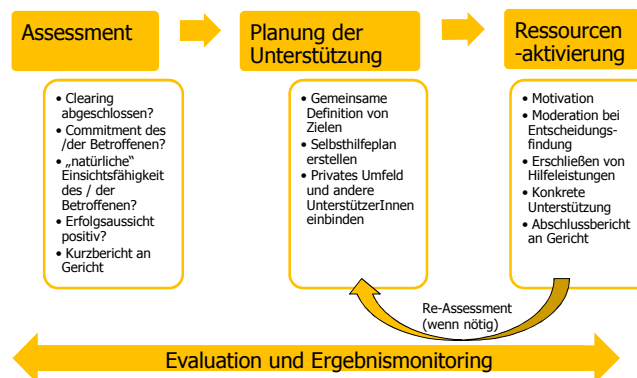 Assessment
• Clearing
abgeschlossen?
• Commitment des
/der Betroffenen?
• „natürliche“
Einsichtsfähigkeit
des / der
Betroffenen?
• Erfolgsaussicht
positiv?
• Kurzbericht an
Gericht
Planung der
Unterstützung
• Gemeinsame
Definition von
Zielen
• Selbsthilfeplan
erstellen
• Privates Umfeld
und andere
UnterstützerInnen
einbinden
Ressourcen
-aktivierung
• Motivation
• Moderation bei
Entscheidungs-
findung
• Erschließen von
Hilfeleistungen
• Konkrete
Unterstützung
• Abschlussbericht
an Gericht
Re-Assessment
(wenn nötig)
Evaluation und Ergebnismonitoring